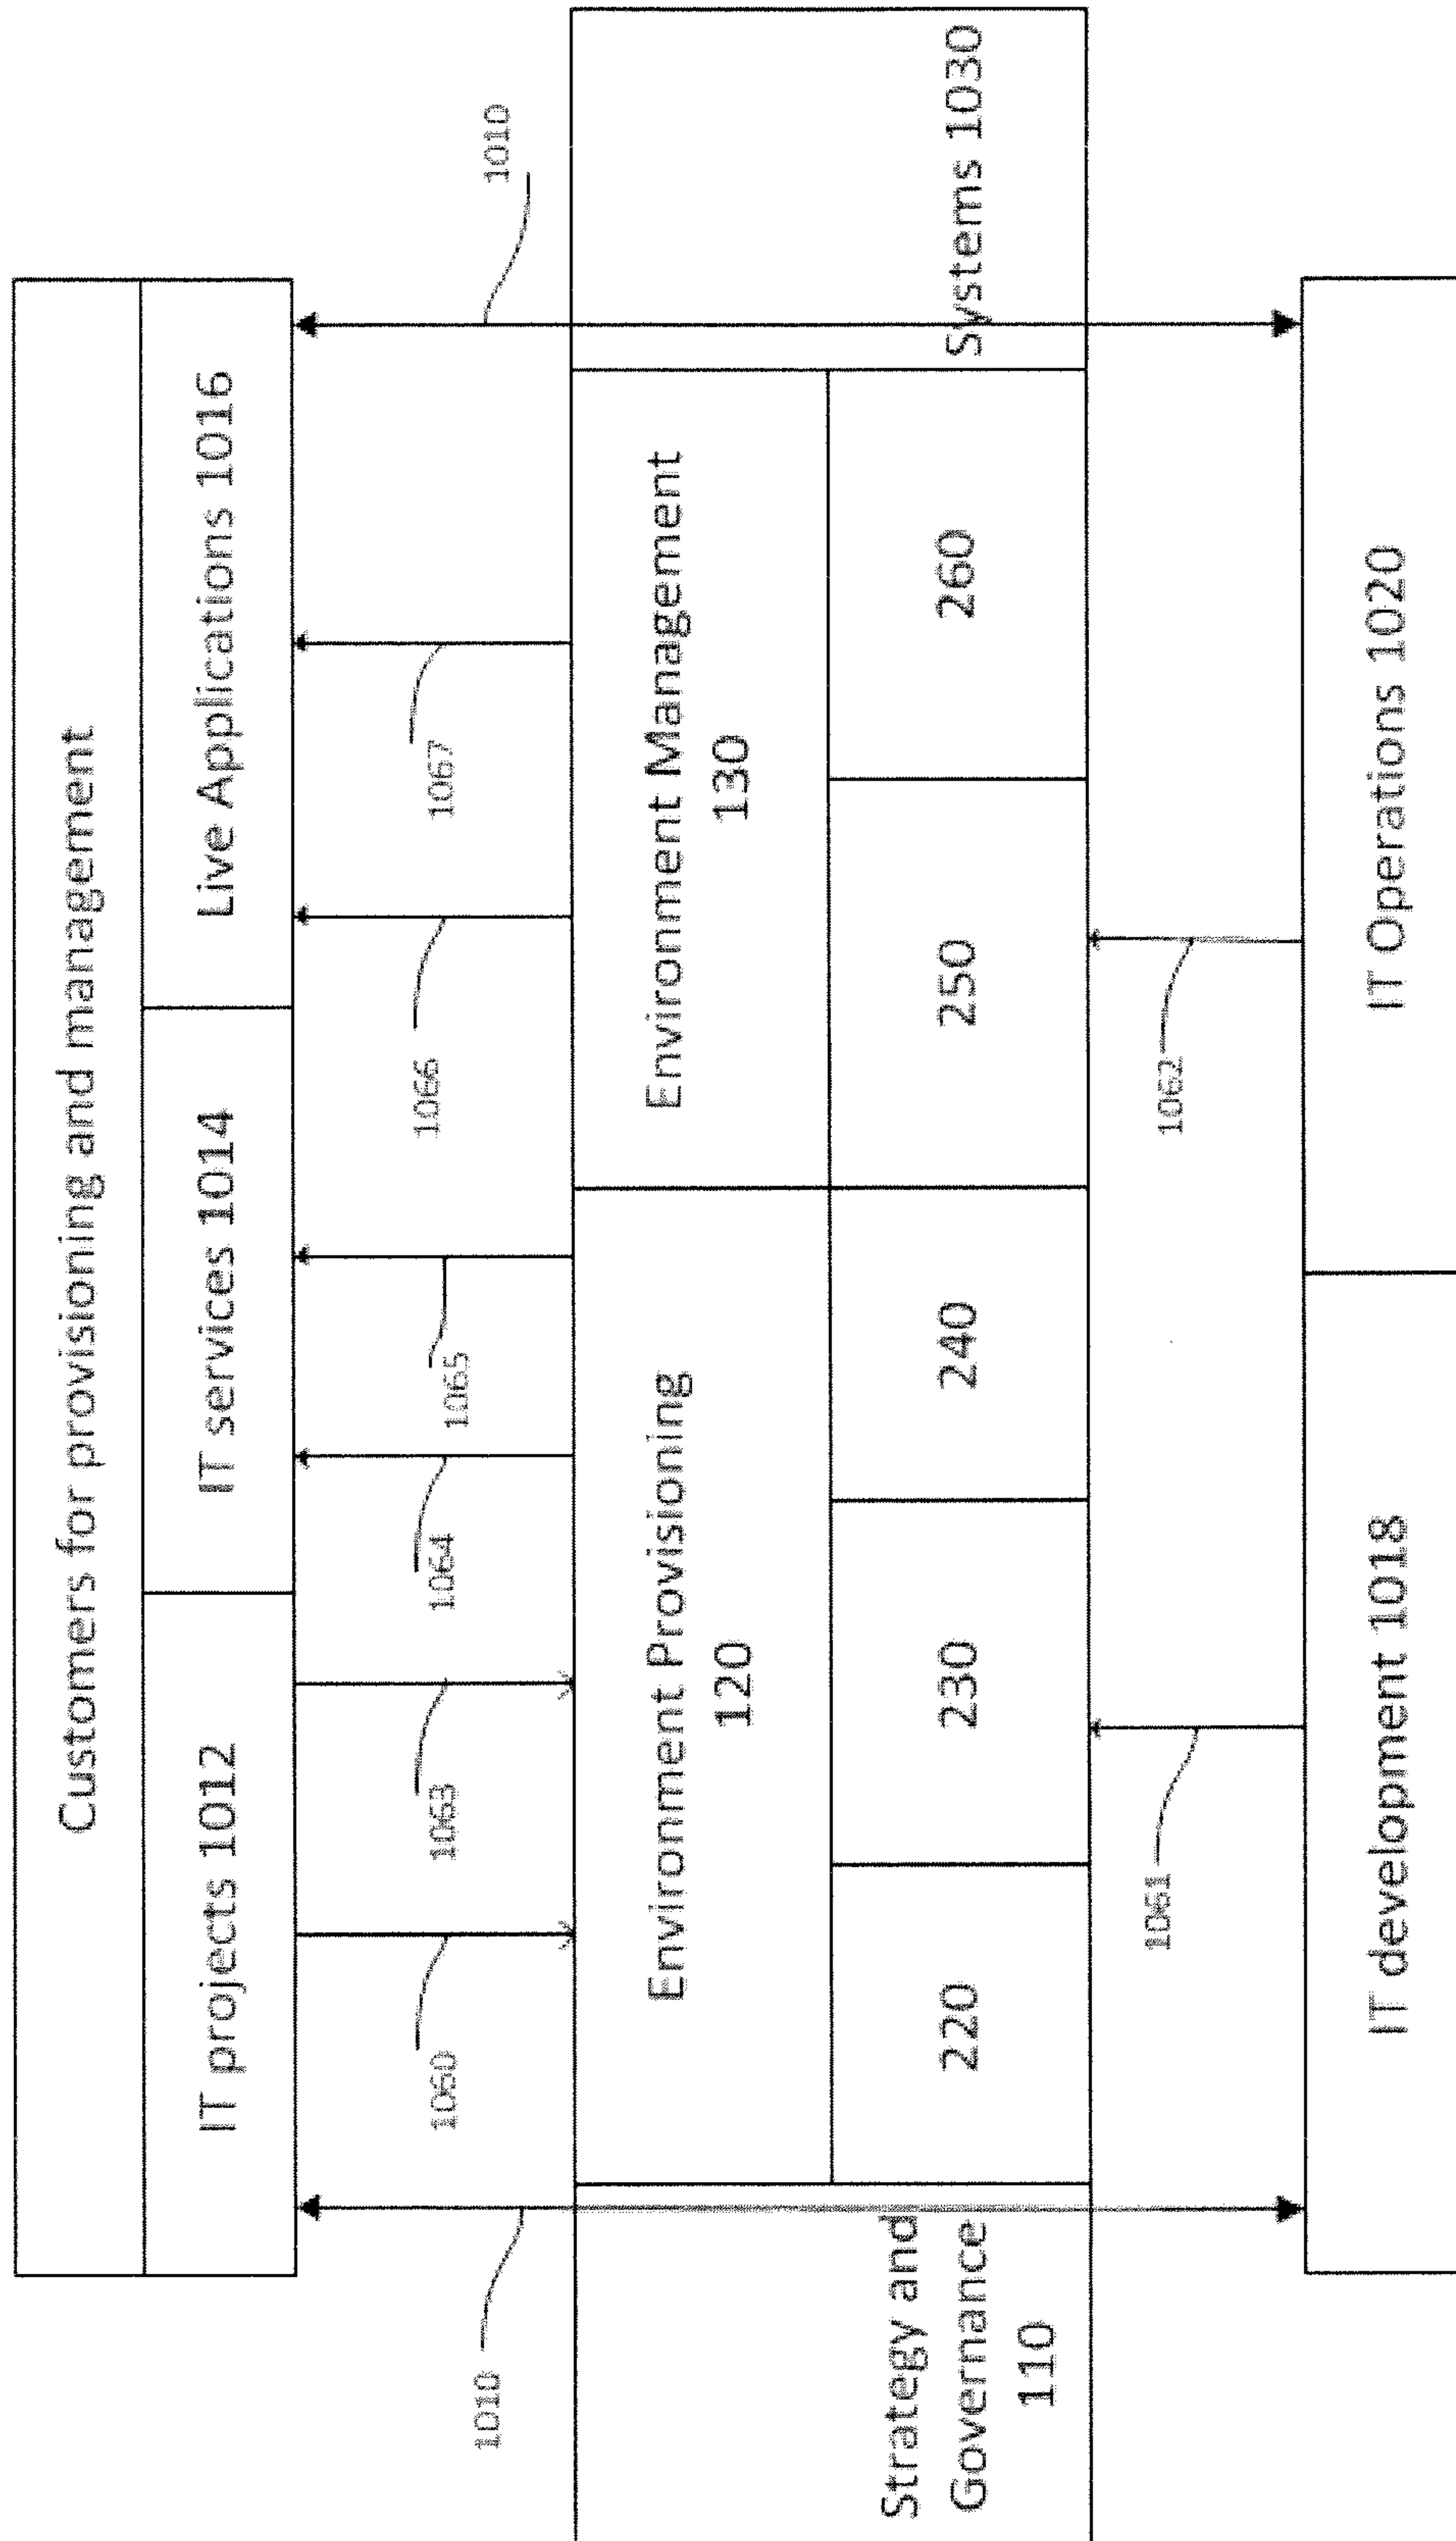 Customers for provisioning and management
IT projects 1012
IT services 1014
Live Applications 1016
1010
1060
1063
1064
1065
1066
1067
1010
Strategy and
Governance
110
Environment Provisioning
120
Environment Management
130
220
230
240
250
260
Systems 1030
1061
1062
IT development 1018
IT Operations 1020